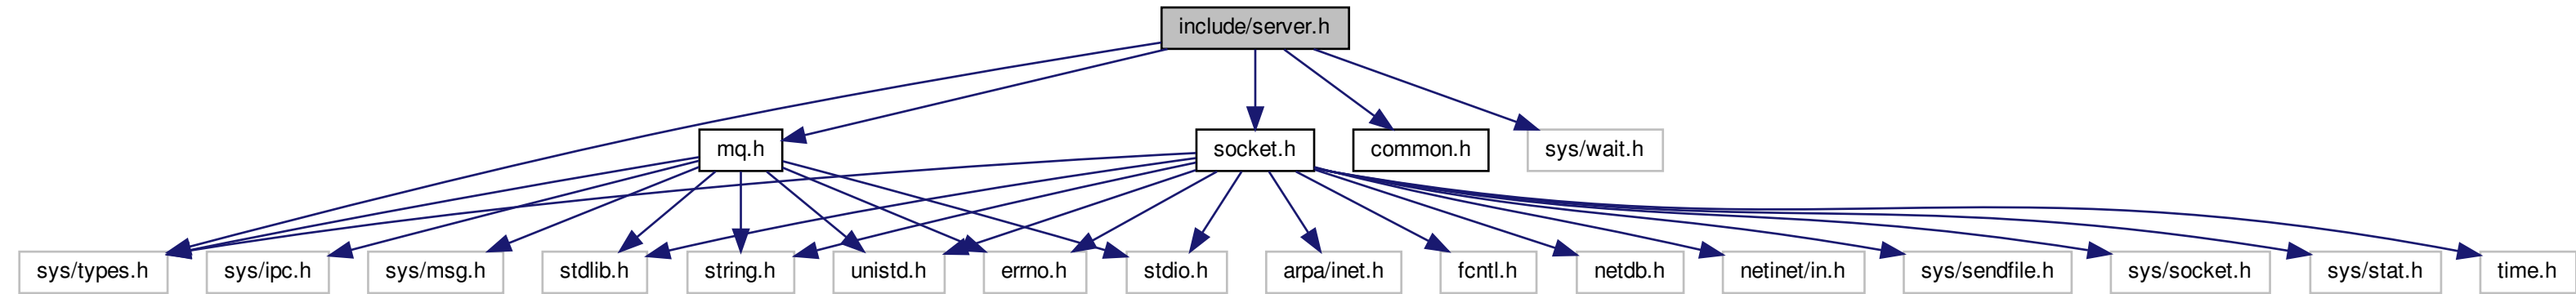 include/server.h
mq.h
socket.h
common.h
sys/wait.h
sys/types.h
sys/ipc.h
sys/msg.h
stdlib.h
string.h
unistd.h
errno.h
stdio.h
arpa/inet.h
fcntl.h
netdb.h
netinet/in.h
sys/sendfile.h
sys/socket.h
sys/stat.h
time.h